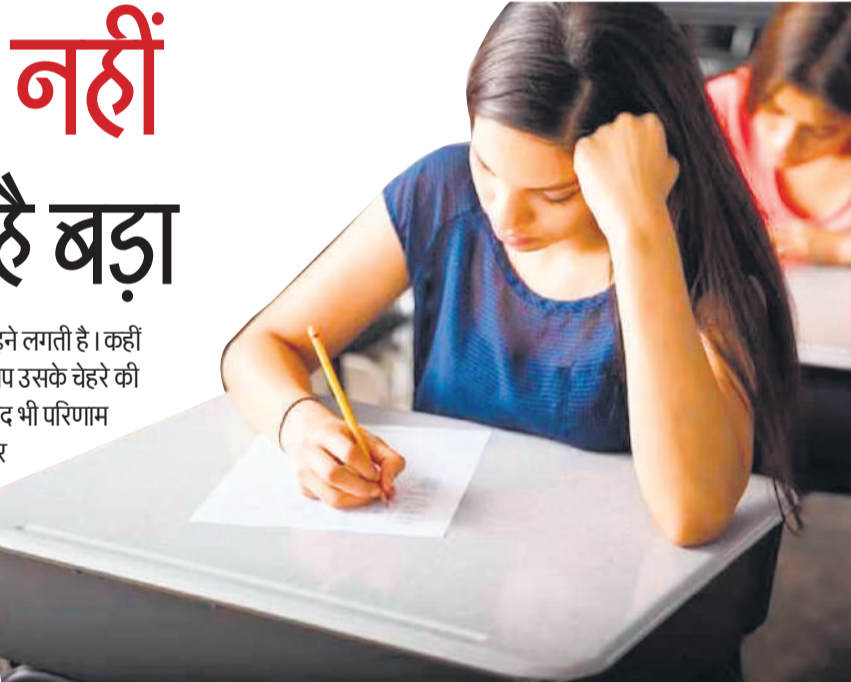 नहीं
है बड़ा
लगती है। कहीं
उसके चेहरे की
भी परिणाम